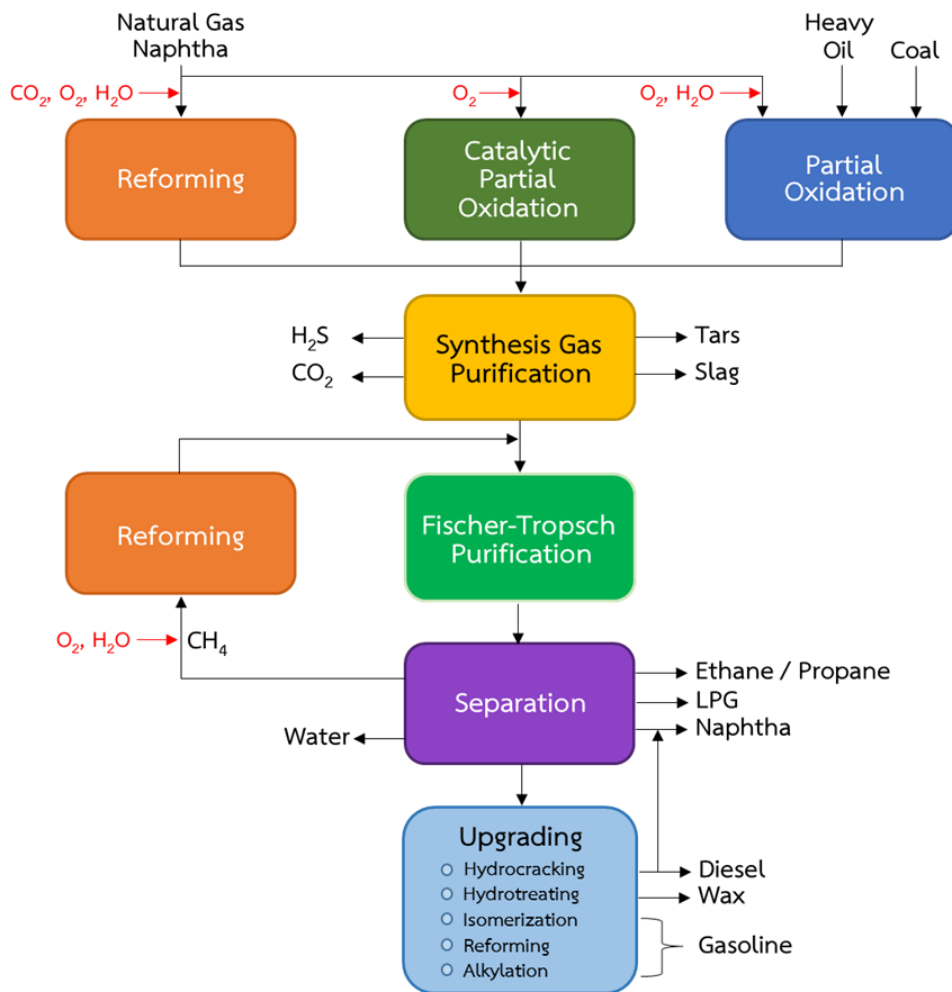 Natural Gas
Naphtha
Heavy
Oil
Coal
CO₂, O₂, H₂O
O₂
O₂, H₂O
Reforming
Catalytic
Partial
Oxidation
Partial
Oxidation
H₂S
CO₂
Synthesis Gas
Purification
Tars
Slag
Reforming
Fischer-Tropsch
Purification
O₂, H₂O
CH₄
Separation
Ethane / Propane
LPG
Naphtha
Water
Upgrading
Hydrocracking
Hydrotreating
Isomerization
Reforming
Alkylation
Diesel
Wax
Gasoline